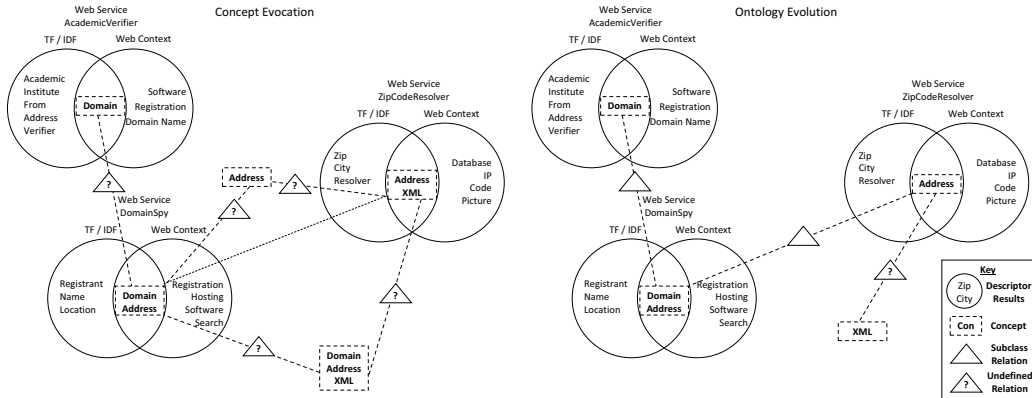 Concept Evocation
Web Service
AcademicVerifier
TF / IDF
Web Context
Academic
Institute
From
Address
Verifier
Domain
Software
Registration
Domain Name
Web Service
ZipCodeResolver
TF / IDF
Web Context
Zip
City
Resolver
Address
XML
Database
IP
Code
Picture
?
Address
?
?
Web Service
DomainSpy
TF / IDF
Web Context
Registrant
Name
Location
Domain
Address
Registration
Hosting
Software
Search
?
?
Domain
Address
XML
Ontology Evolution
Web Service
AcademicVerifier
TF / IDF
Web Context
Academic
Institute
From
Address
Verifier
Domain
Software
Registration
Domain Name
Web Service
ZipCodeResolver
TF / IDF
Web Context
Zip
City
Resolver
Address
Database
IP
Code
Picture
Web Service
DomainSpy
TF / IDF
Web Context
Registrant
Name
Location
Domain
Address
Registration
Hosting
Software
Search
?
XML
Key
Zip
City
Descriptor
Results
Con
Concept
Subclass
Relation
?
Undefined
Relation